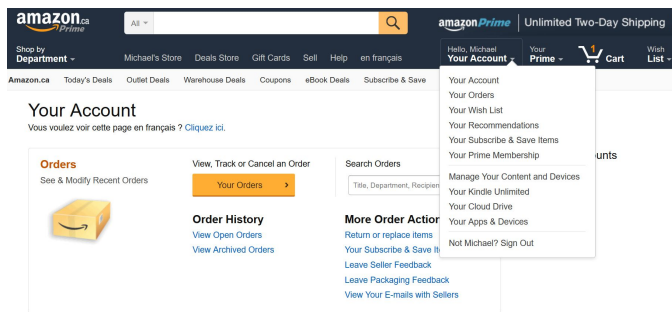 amazon.ca
Prime
All
amazonPrime Unlimited Two-Day Shipping
Shop by
Department
Michael's Store Deals Store Gift Cards Sell Help en français
Hello, Michael
Your Account
Your
Prime
1
Cart
Wish
List
Amazon.ca Today's Deals Outlet Deals Warehouse Deals Coupons eBook Deals Subscribe & Save
Your Account
Your Orders
Your Wish List
Your Recommendations
Your Subscribe & Save Items
Your Prime Membership
Manage Your Content and Devices
Your Kindle Unlimited
Your Cloud Drive
Your Apps & Devices
Not Michael? Sign Out
Your Account
Vous voulez voir cette page en français ? Cliquez ici.
unts
Orders
See & Modify Recent Orders
View, Track or Cancel an Order
Your Orders
Search Orders
Title, Department, Recipien
Order History
View Open Orders
View Archived Orders
More Order Action
Return or replace items
Your Subscribe & Save It
Leave Seller Feedback
Leave Packaging Feedback
View Your E-mails with Sellers